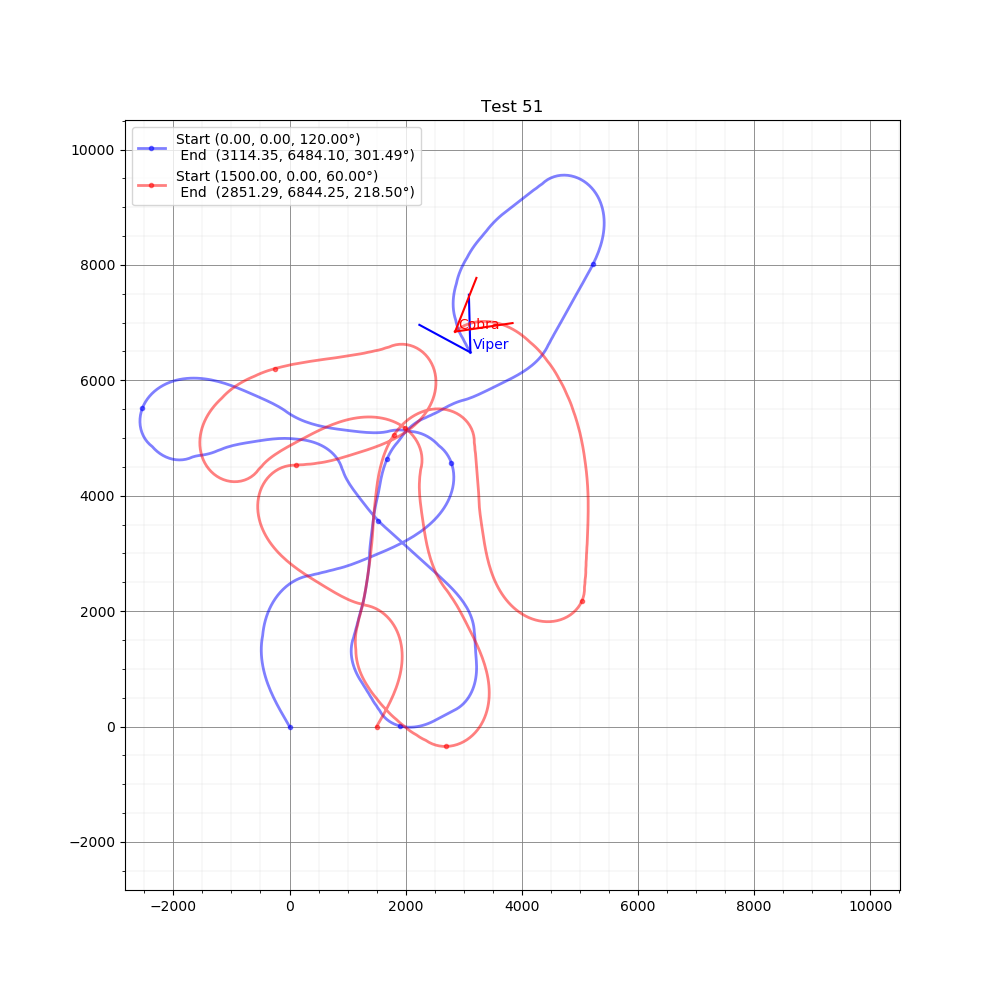 Test 51
Start (0.00, 0.00, 120.00°)
End  (3114.35, 6484.10, 301.49°)
Start (1500.00, 0.00, 60.00°)
End  (2851.29, 6844.25, 218.50°)
10000
8000
6000
4000
2000
0
−2000
Cobra
Viper
−2000 0 2000 4000 6000 8000 10000